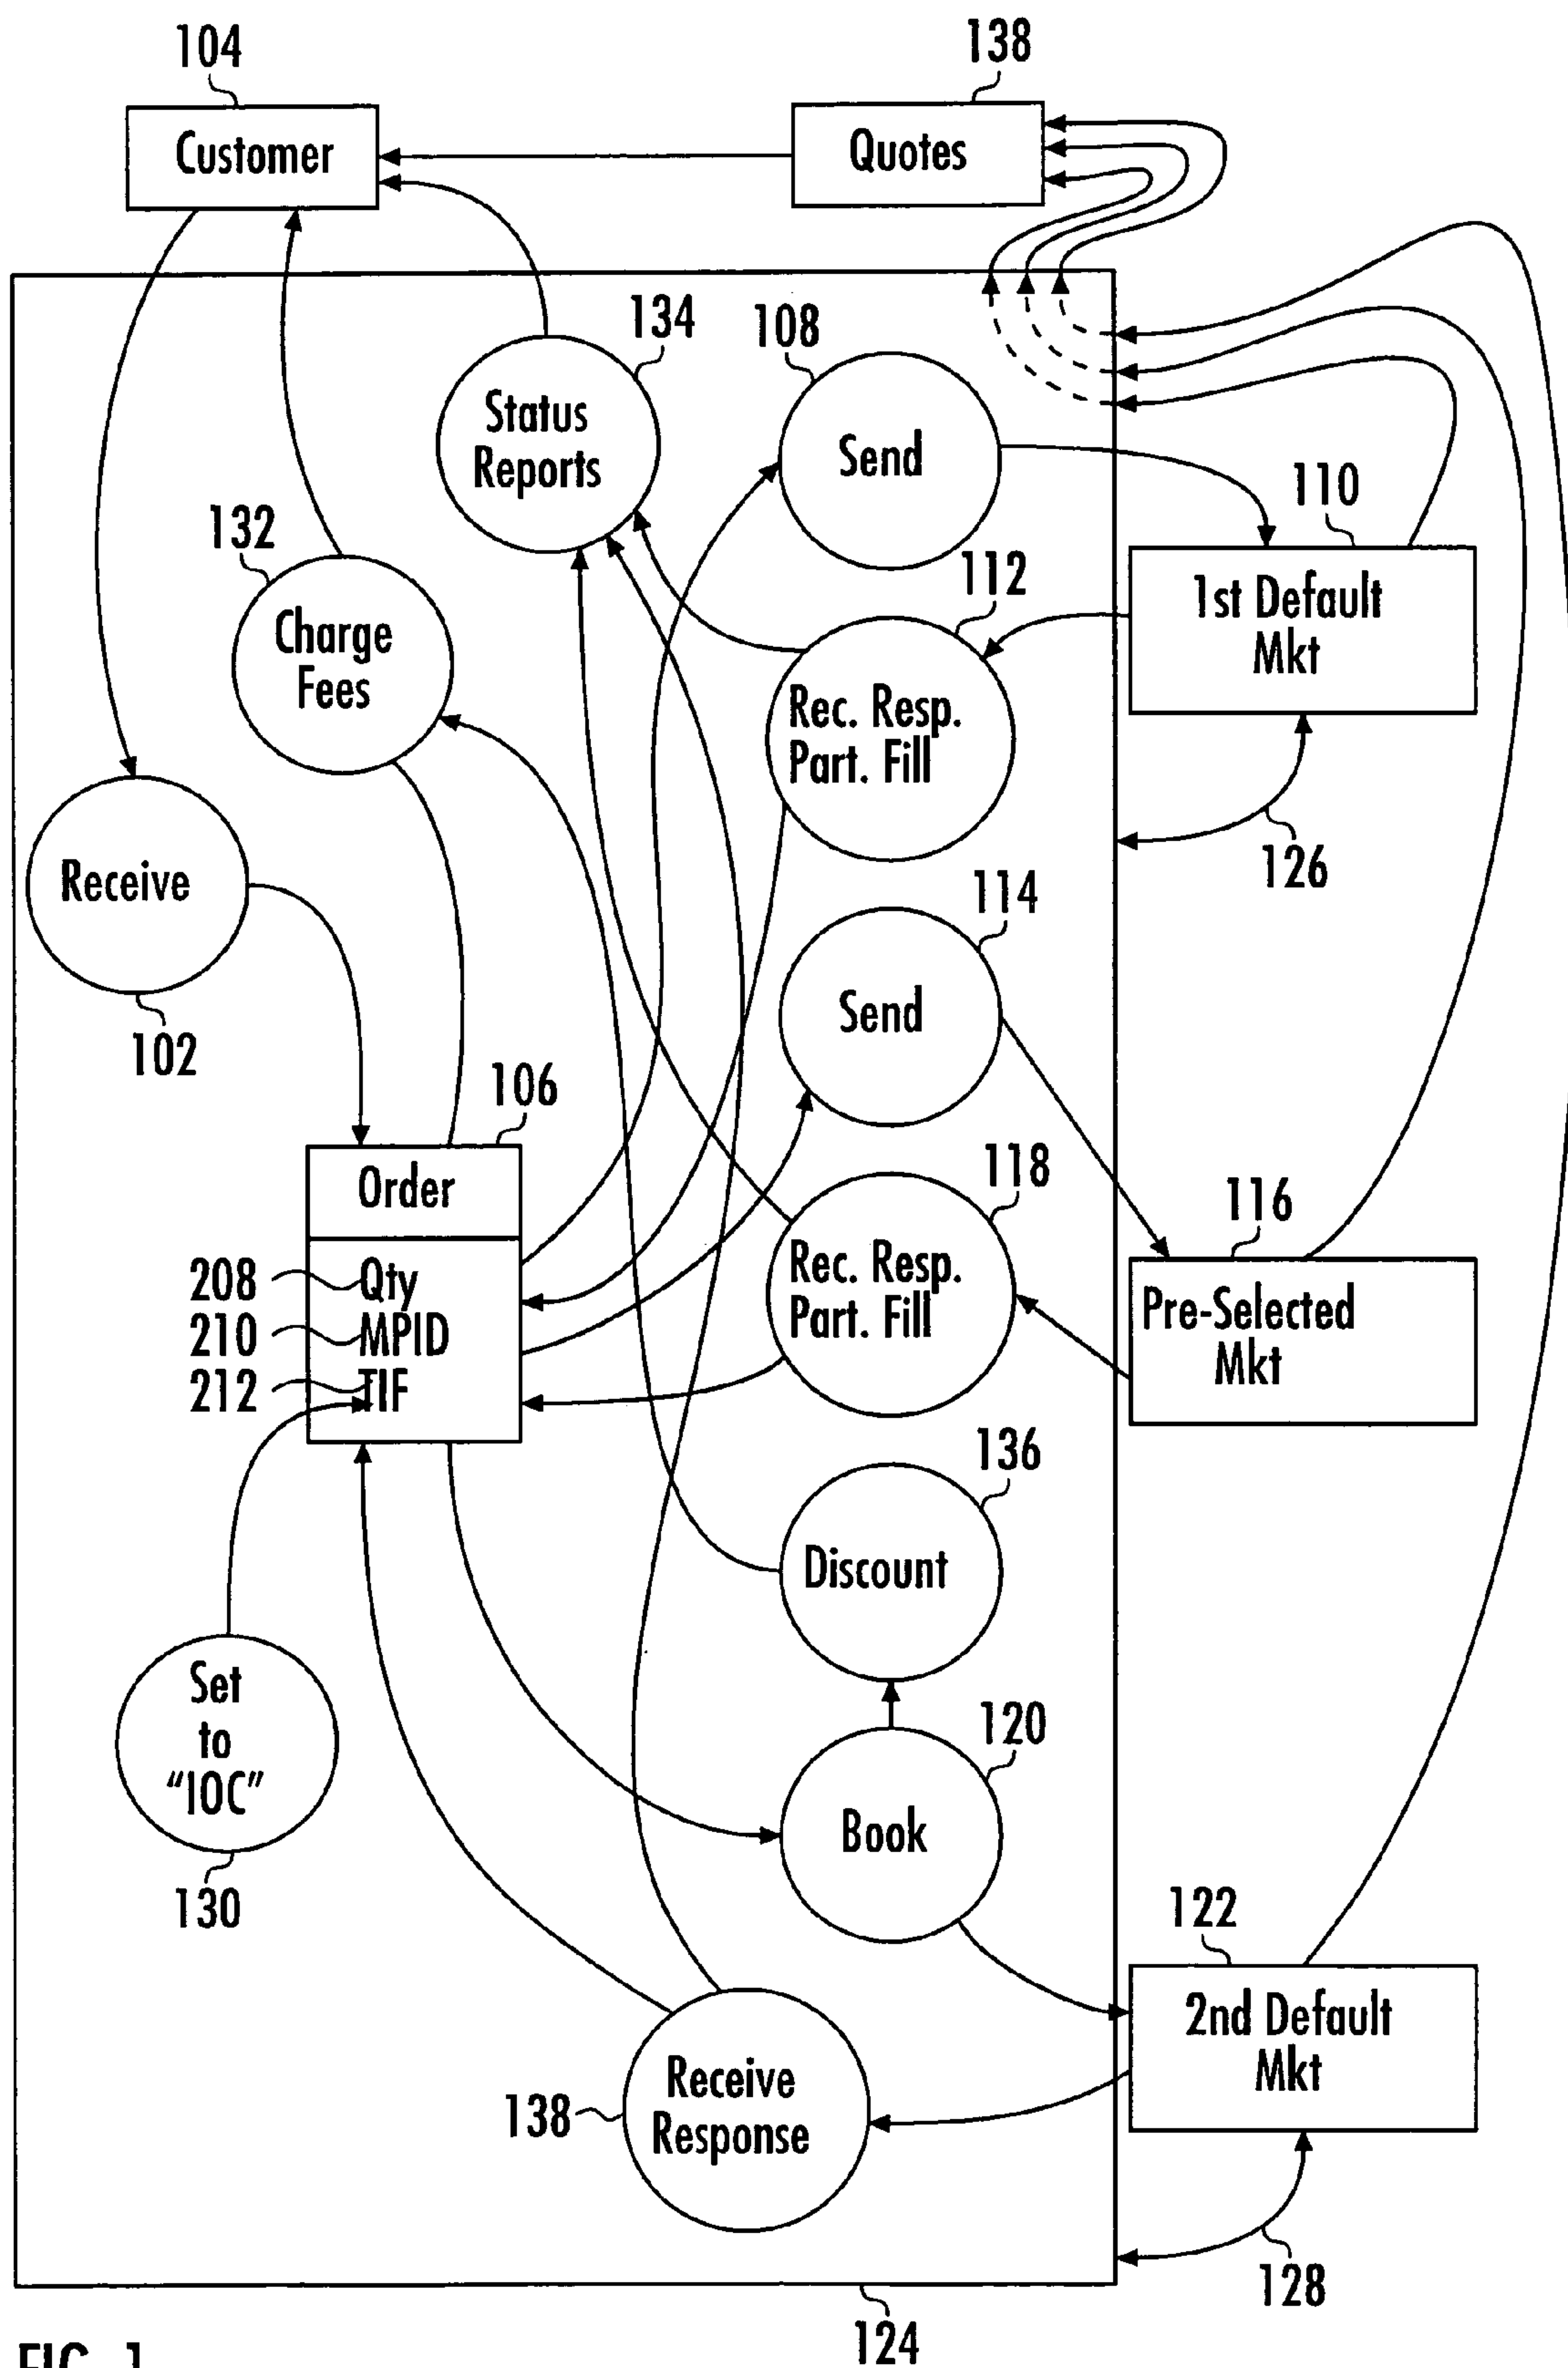 104
138
Customer
Quotes
134
108
Status
Reports
Send
110
132
112
1st Default
Mkt
Charge
Fees
Rec. Resp.
Part. Fill
126
Receive
114
Send
102
106
118
Order
116
208
Qty
Rec. Resp.
Part. Fill
210
MPID
Pre-Selected
Mkt
212
TIF
136
Discount
Set
to
“IOC”
120
Book
130
122
2nd Default
Mkt
Receive
Response
138
128
124
FIG. 1